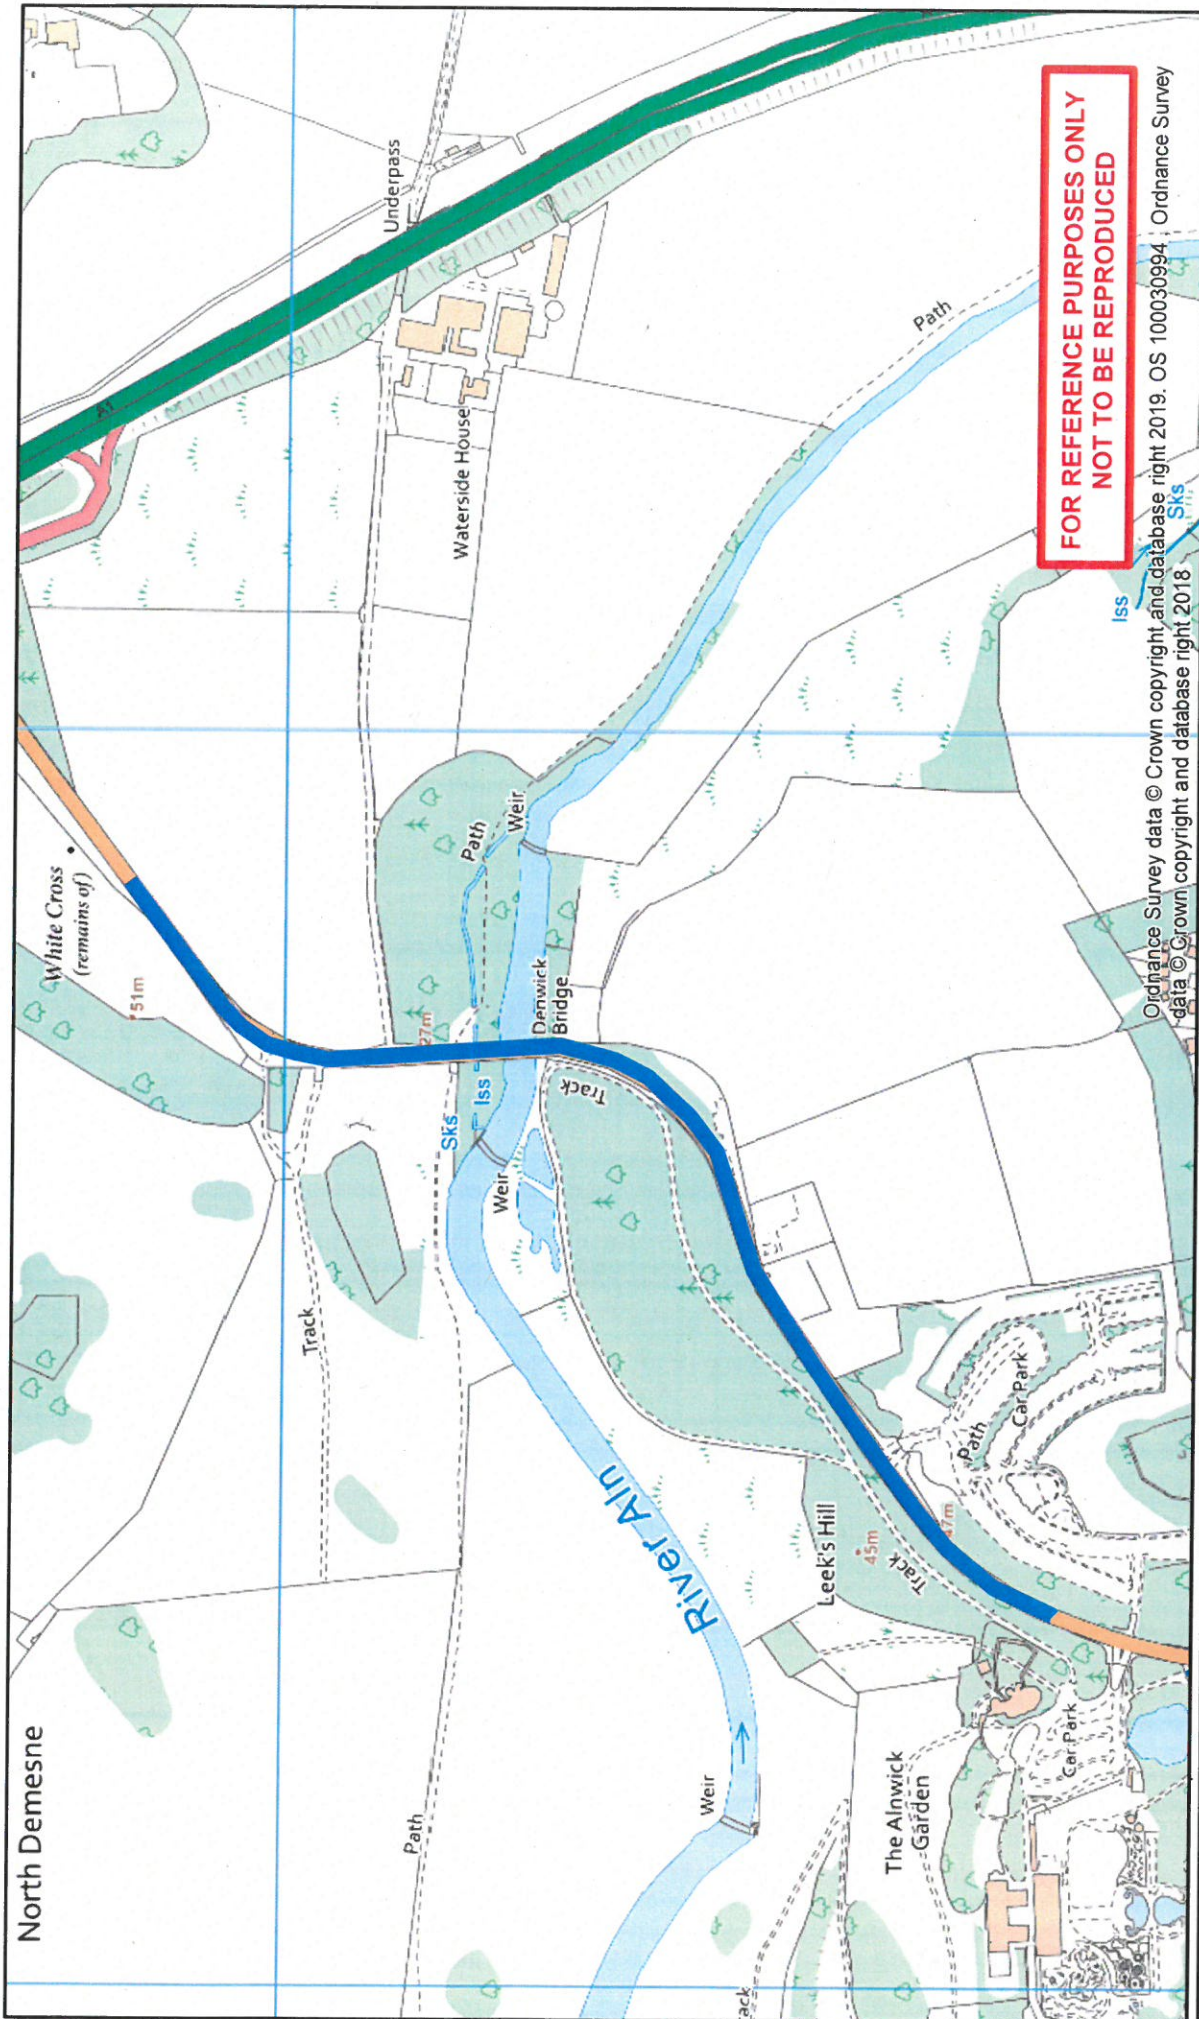 North Demesne
White Cross
(remains of)
51m
A1
Underpass
Waterside House
Track
27m
Sks
Iss
Path
Weir
Denwick
Bridge
Weir
Track
Path
Path
River Aln
Weir
Leek's Hill
45m
Track
47m
Path
Car Park
The Alnwick
Garden
Car Park
ack
Iss
Sks
FOR REFERENCE PURPOSES ONLY
NOT TO BE REPRODUCED
Ordnance Survey data © Crown copyright and database right 2019. OS 100030994 ; Ordnance Survey
data © Crown copyright and database right 2018